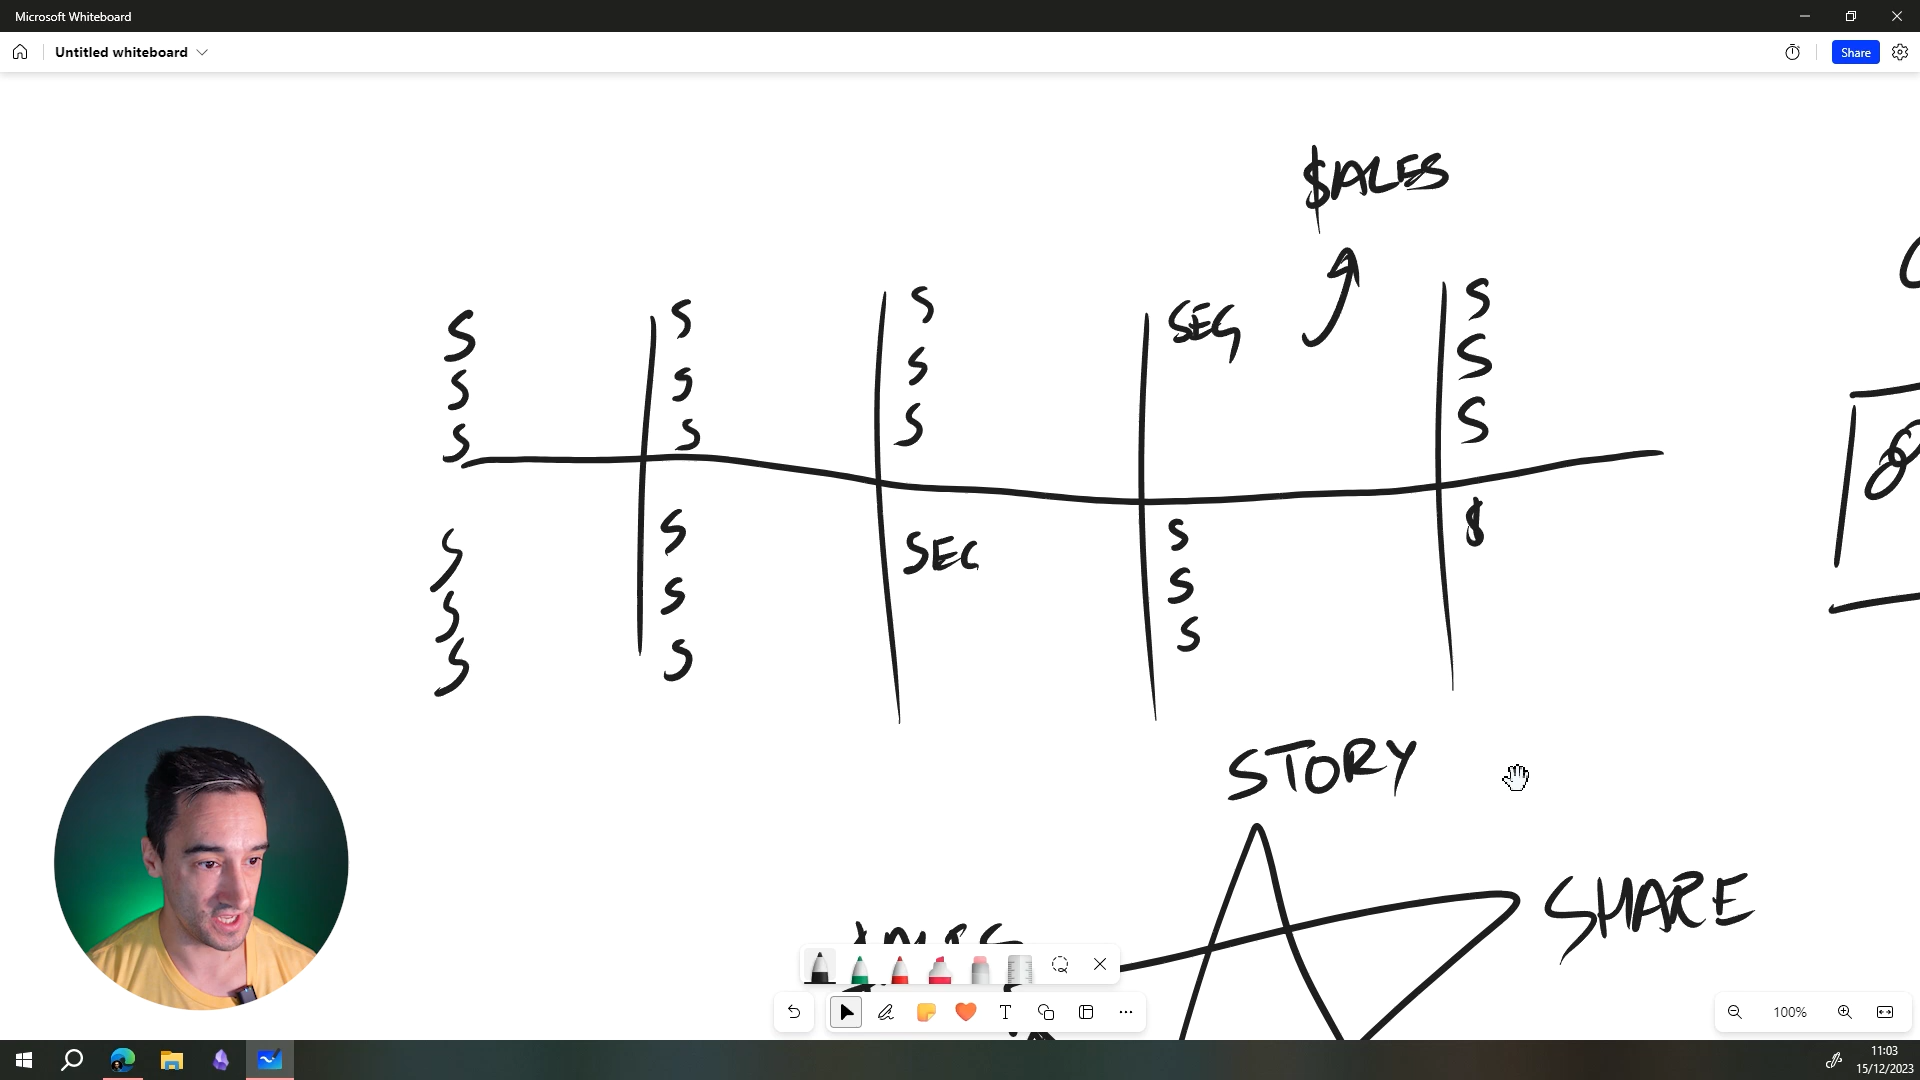 Microsoft Whiteboard
Untitled whiteboard
Share
$ALES
S S S SEG S
S S S S
S S S S
S S SEC S $
S S S
S S S
STORY
SHARE
100%
11:03
15/12/2023